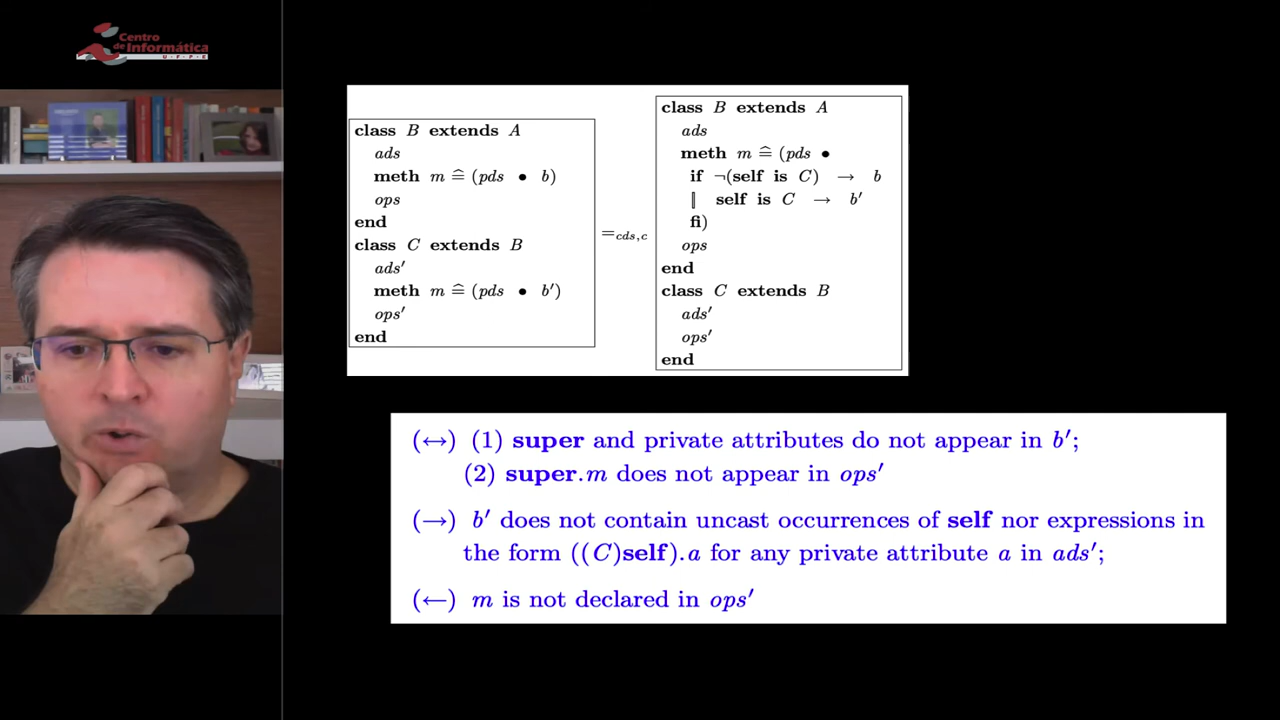 Centro
de Informática
U · F · P · E
class B extends A
ads
meth m ≙ (pds • b)
ops
end
class C extends B
ads′
meth m ≙ (pds • b′)
ops′
end
=cds,c
class B extends A
ads
meth m ≙ (pds •
if ¬(self is C) → b
[] self is C → b′
fi)
ops
end
class C extends B
ads′
ops′
end
(↔) (1) super and private attributes do not appear in b′;
(2) super.m does not appear in ops′
(→) b′ does not contain uncast occurrences of self nor expressions in
the form ((C)self).a for any private attribute a in ads′;
(←) m is not declared in ops′